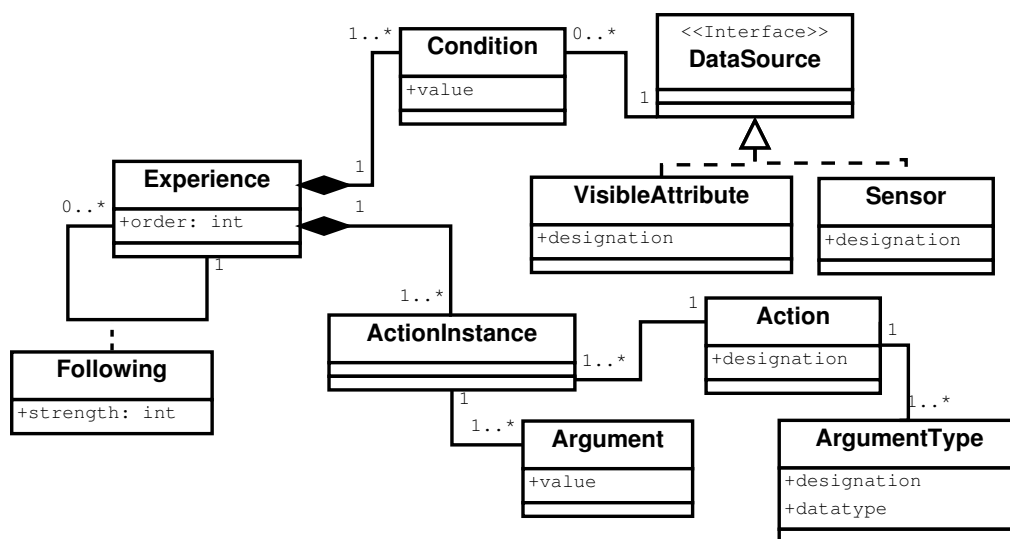 1..*
Condition
+value
0..*
<<Interface>>
DataSource
1
1
Experience
+order: int
0..*
1
1
VisibleAttribute
+designation
Sensor
+designation
1..*
ActionInstance
1
1..*
Action
+designation
1
1..*
Following
+strength: int
1
1..*
Argument
+value
ArgumentType
+designation
+datatype